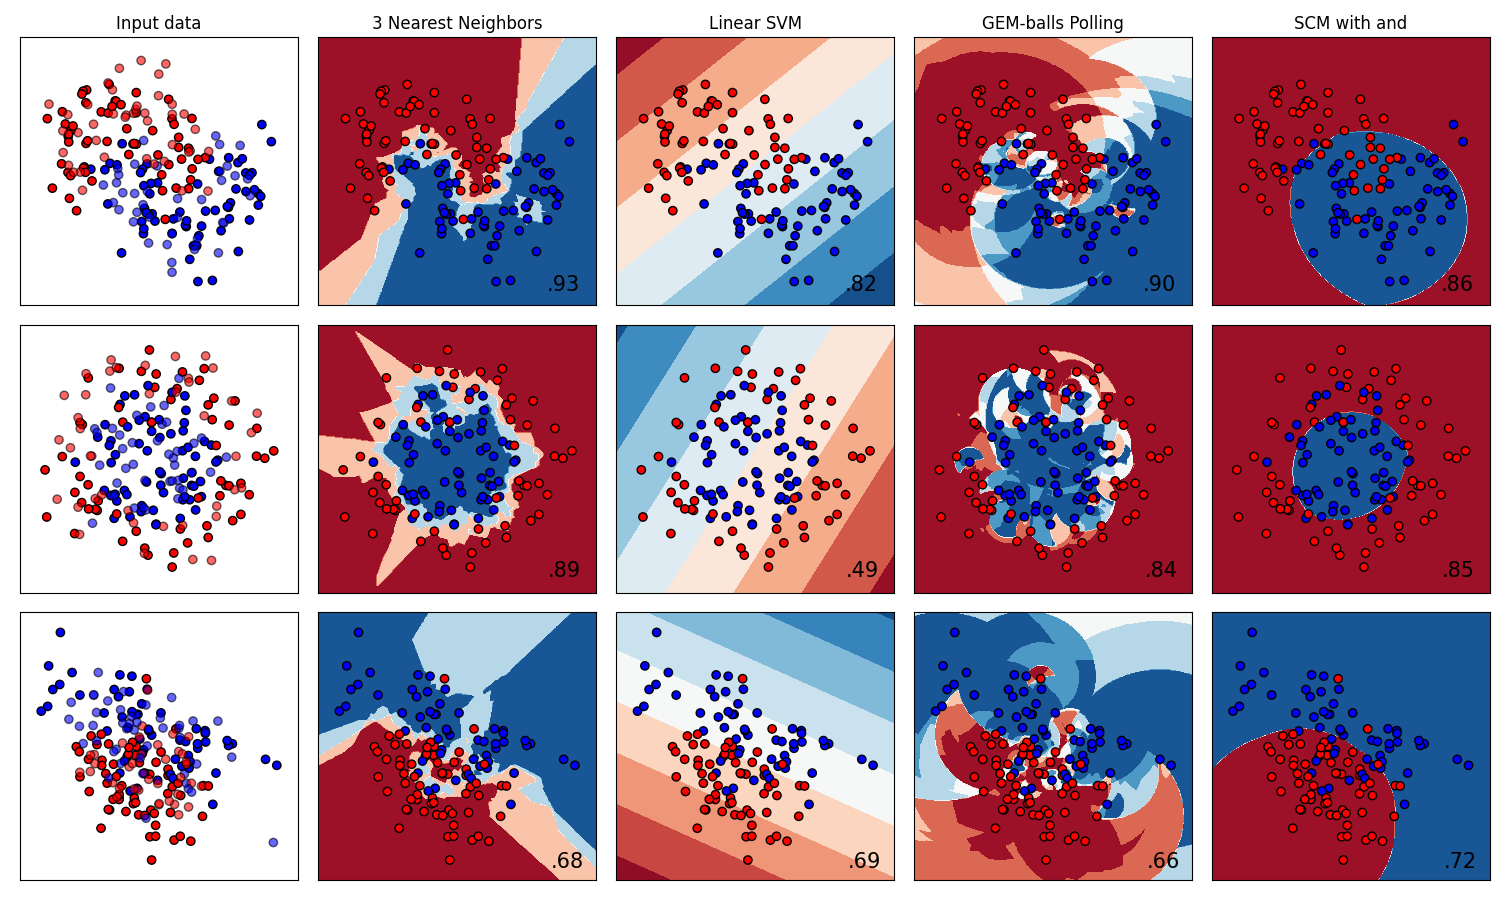 Input data
3 Nearest Neighbors
Linear SVM
GEM-balls Polling
SCM with and
.93
.82
.90
.86
.89
.49
.84
.85
.68
.69
.66
.72